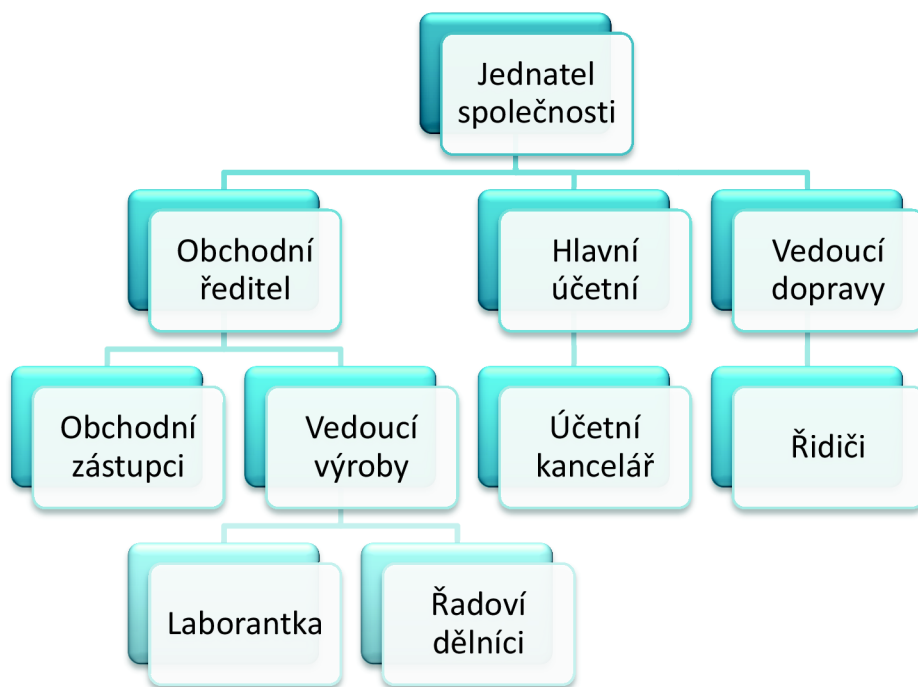 Jednatel
společnosti
Obchodní
ředitel
Hlavní
účetní
Vedoucí
dopravy
Obchodní
zástupci
Vedoucí
výroby
Účetní
kancelář
Řidiči
Laborantka
Řadoví
dělníci